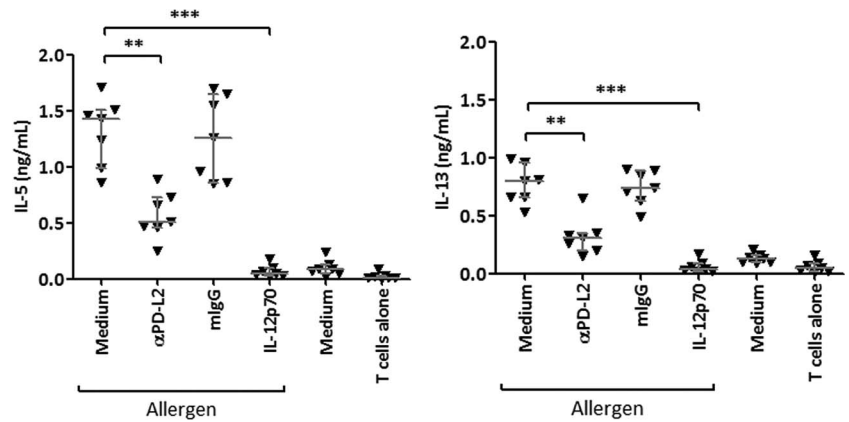 ***
**
2.0
1.5
1.0
0.5
0.0
IL-5 (ng/mL)
Medium
αPD-L2
mIgG
IL-12p70
Medium
T cells alone
Allergen
***
**
2.0
1.5
1.0
0.5
0.0
IL-13 (ng/mL)
Medium
αPD-L2
mIgG
IL-12p70
Medium
T cells alone
Allergen